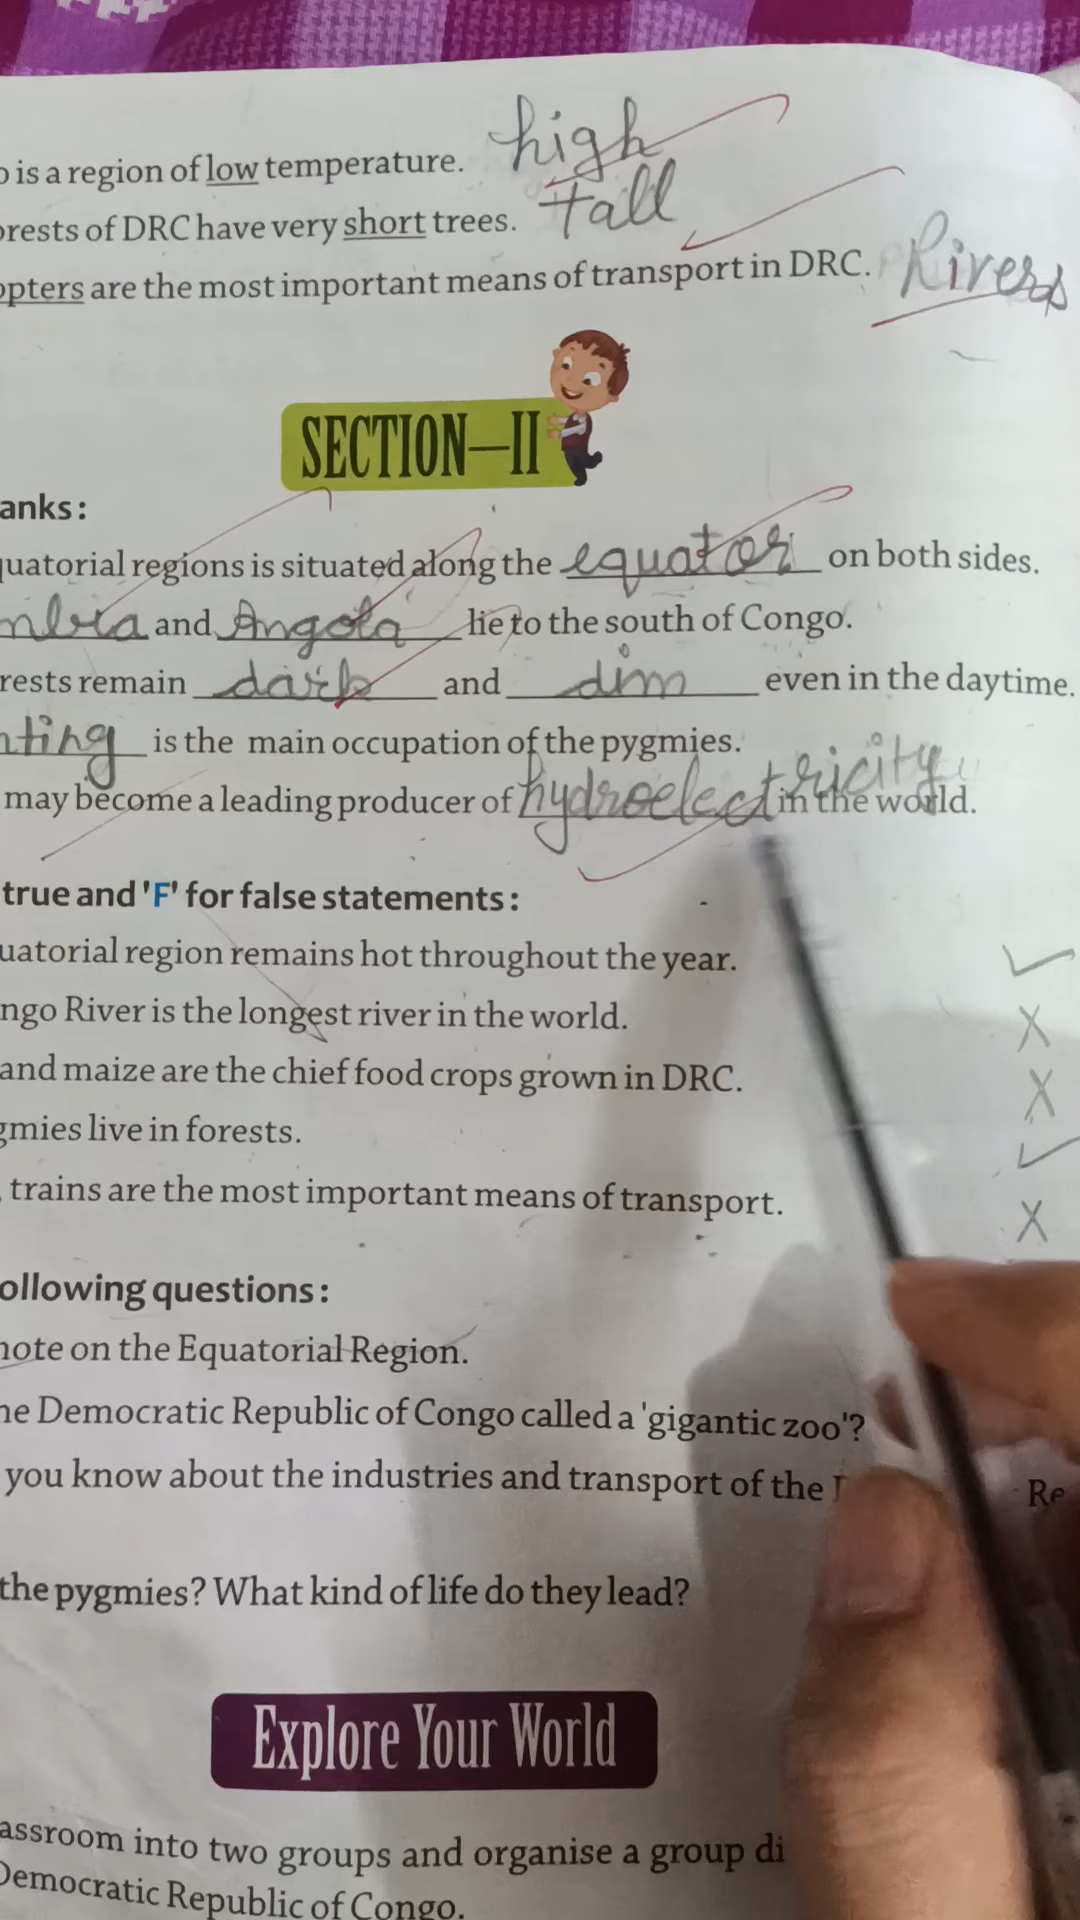 is a region of low temperature. high
rests of DRC have very short trees. tall
opters are the most important means of transport in DRC. Rivers
SECTION—II
anks:
quatorial regions is situated along the equator on both sides.
mbia and Angola lie to the south of Congo.
rests remain dark and dim even in the daytime.
nting is the main occupation of the pygmies.
may become a leading producer of hydroelectricity in the world.
true and 'F' for false statements:
uatorial region remains hot throughout the year. ✓
ngo River is the longest river in the world. X
and maize are the chief food crops grown in DRC. X
gmies live in forests. ✓
trains are the most important means of transport. X
ollowing questions:
note on the Equatorial Region.
he Democratic Republic of Congo called a 'gigantic zoo'?
you know about the industries and transport of the Re
the pygmies? What kind of life do they lead?
Explore Your World
assroom into two groups and organise a group di
Democratic Republic of Congo.